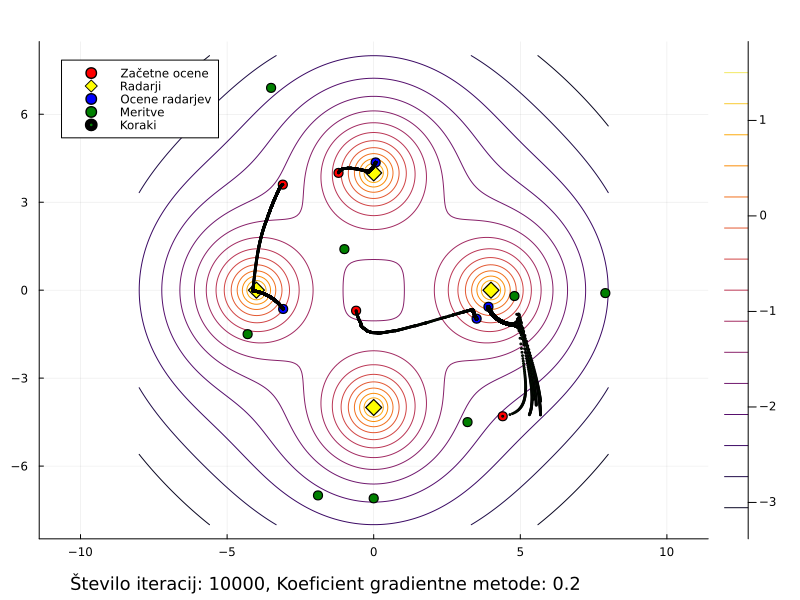 Začetne ocene
Radarji
Ocene radarjev
Meritve
Koraki
6
3
0
−3
−6
−10
−5
0
5
10
1
0
−1
−2
−3
Število iteracij: 10000, Koeficient gradientne metode: 0.2